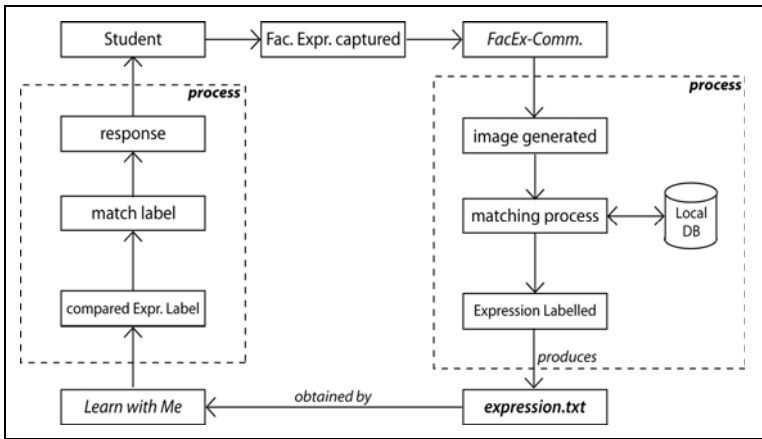 Student
Fac. Expr. captured
FacEx-Comm.
process
process
response
image generated
match label
matching process
Local
DB
compared Expr. Label
Expression Labelled
produces
Learn with Me
obtained by
expression.txt